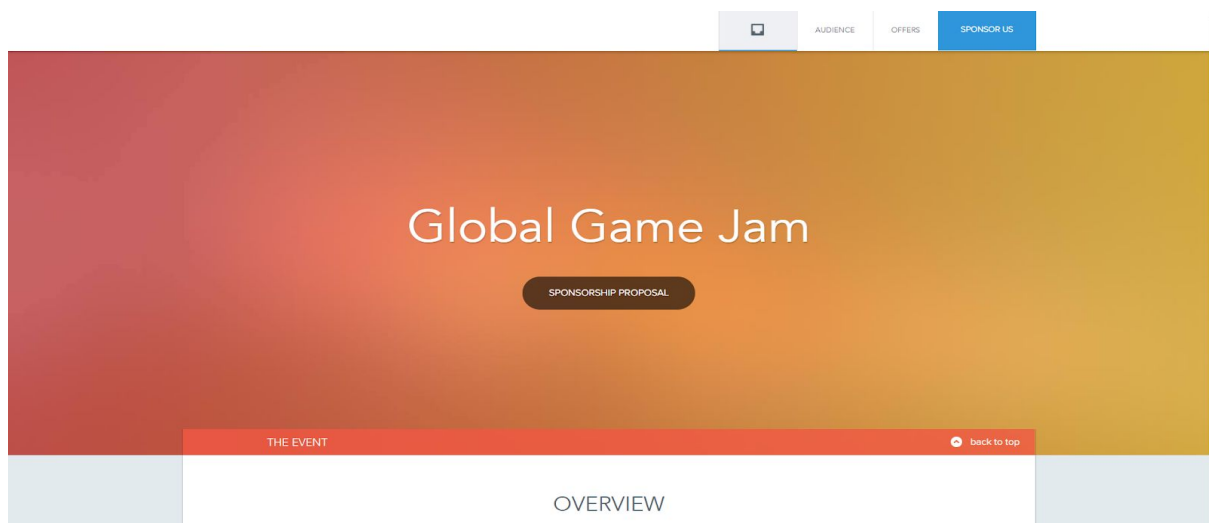 AUDIENCE OFFERS SPONSOR US
Global Game Jam
SPONSORSHIP PROPOSAL
THE EVENT back to top
OVERVIEW